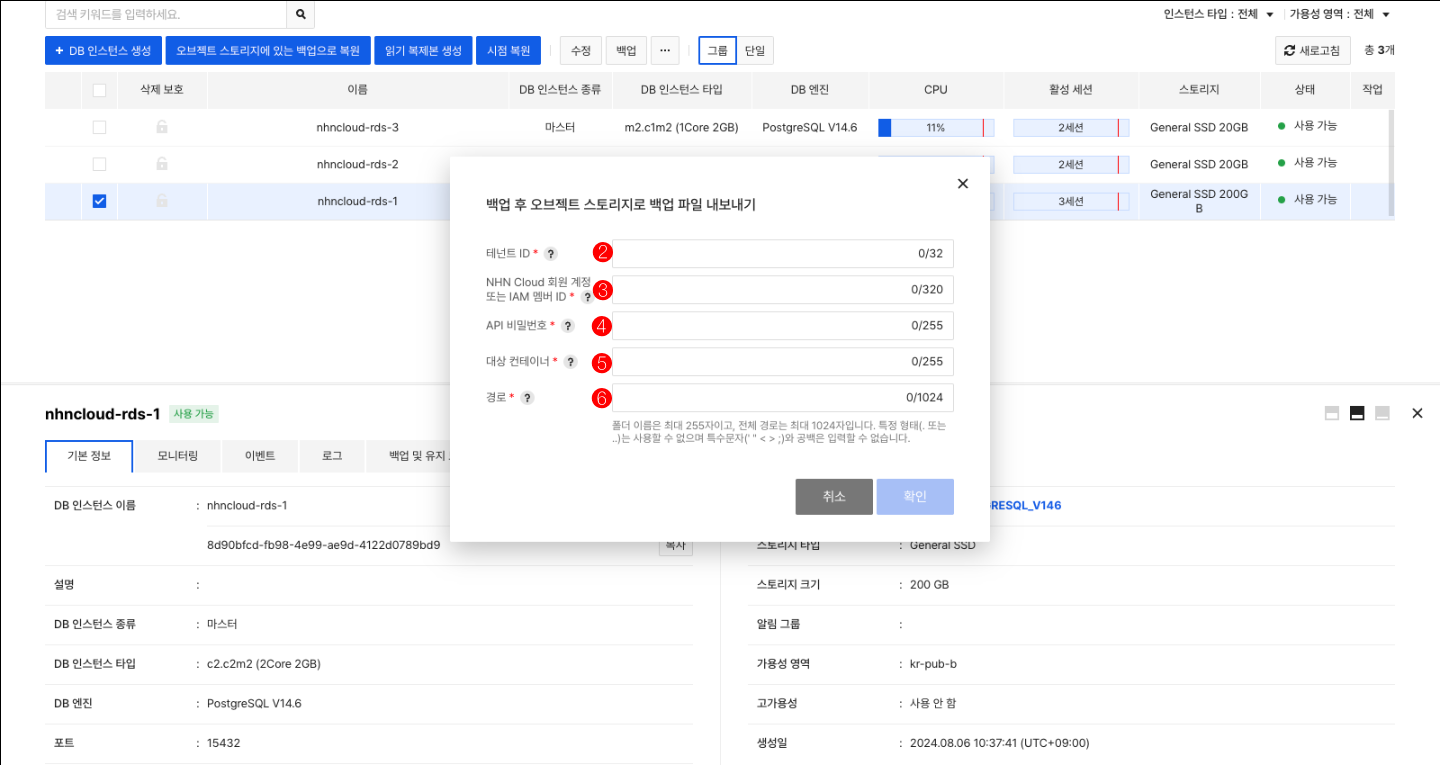 검색 키워드를 입력하세요.
인스턴스 타입 : 전체 가용성 영역 : 전체
+ DB 인스턴스 생성 오브젝트 스토리지에 있는 백업으로 복원 읽기 복제본 생성 시점 복원 수정 백업 ... 그룹 단일 새로고침 총 3개
삭제 보호 이름 DB 인스턴스 종류 DB 인스턴스 타입 DB 엔진 CPU 활성 세션 스토리지 상태 작업
nhncloud-rds-3 마스터 m2.c1m2 (1Core 2GB) PostgreSQL V14.6 11% 2세션 General SSD 20GB 사용 가능
nhncloud-rds-2 2세션 General SSD 20GB 사용 가능
nhncloud-rds-1 3세션 General SSD 200G
B 사용 가능
백업 후 오브젝트 스토리지로 백업 파일 내보내기
테넌트 ID * ? 2 0/32
NHN Cloud 회원 계정
또는 IAM 멤버 ID * ? 3 0/320
API 비밀번호 * ? 4 0/255
대상 컨테이너 * ? 5 0/255
경로 * ? 6 0/1024
폴더 이름은 최대 255자이고, 전체 경로는 최대 1024자입니다. 특정 형태(. 또는
..)는 사용할 수 없으며 특수문자(' " < > ;)와 공백은 입력할 수 없습니다.
취소 확인
nhncloud-rds-1 사용 가능
기본 정보 모니터링 이벤트 로그 백업 및 유지
DB 인스턴스 이름 : nhncloud-rds-1
RESQL_V146
8d90bfcd-fb98-4e99-ae9d-4122d0789bd9 복사
스토리지 타입 : General SSD
설명 :
스토리지 크기 : 200 GB
DB 인스턴스 종류 : 마스터
알림 그룹 :
DB 인스턴스 타입 : c2.c2m2 (2Core 2GB)
가용성 영역 : kr-pub-b
DB 엔진 : PostgreSQL V14.6
고가용성 : 사용 안 함
포트 : 15432
생성일 : 2024.08.06 10:37:41 (UTC+09:00)